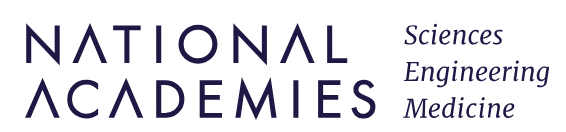 NATIONAL
ACADEMIES
Sciences
Engineering
Medicine